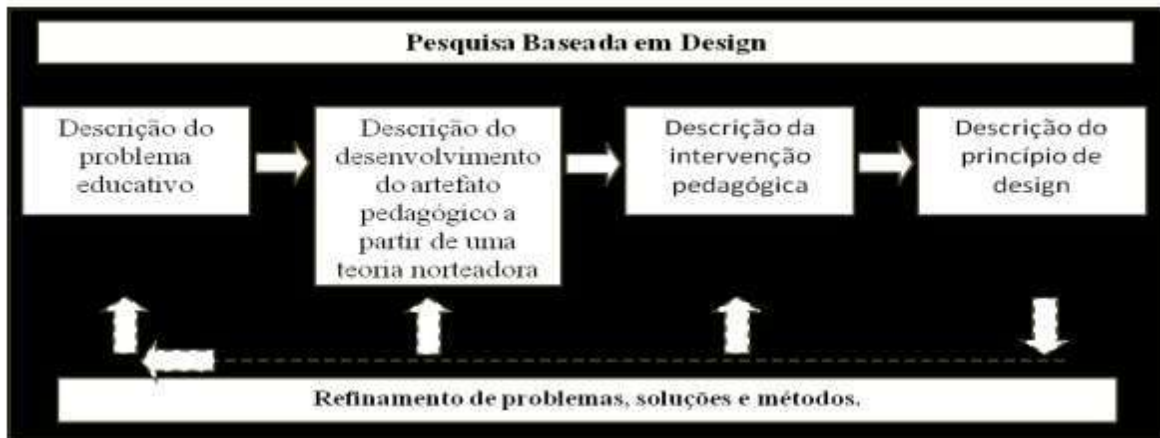 Pesquisa Baseada em Design
Descrição do
problema
educativo
Descrição do
desenvolvimento
do artefato
pedagógico a
partir de uma
teoria norteadora
Descrição da
intervenção
pedagógica
Descrição do
princípio de
design
Refinamento de problemas, soluções e métodos.